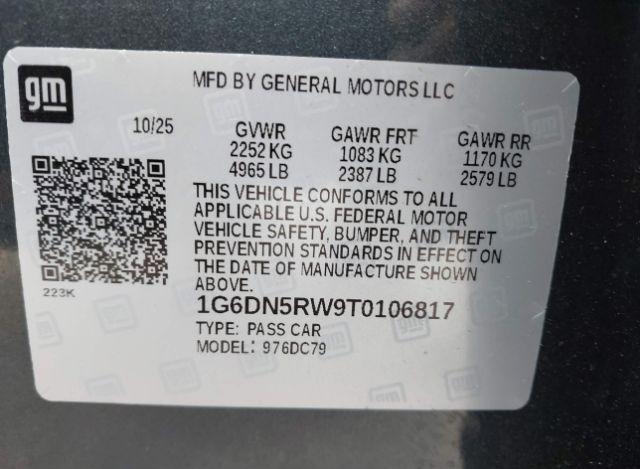 gm
MFD BY GENERAL MOTORS LLC
10/25
GVWR
2252 KG
4965 LB
GAWR FRT
1083 KG
2387 LB
GAWR RR
1170 KG
2579 LB
THIS VEHICLE CONFORMS TO ALL
APPLICABLE U.S. FEDERAL MOTOR
VEHICLE SAFETY, BUMPER, AND THEFT
PREVENTION STANDARDS IN EFFECT ON
THE DATE OF MANUFACTURE SHOWN
ABOVE.
223K
1G6DN5RW9T0106817
TYPE: PASS CAR
MODEL: 976DC79